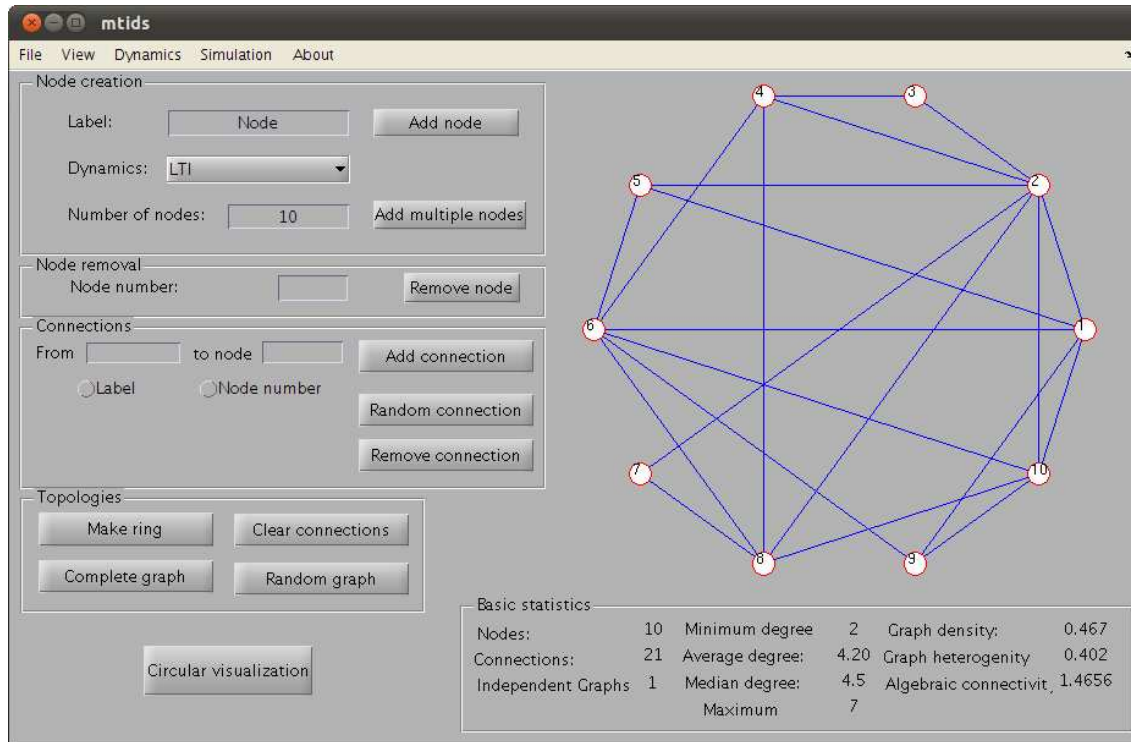 mtids
File View Dynamics Simulation About
Node creation
Label: Node Add node
Dynamics: LTI
Number of nodes: 10 Add multiple nodes
Node removal
Node number: Remove node
Connections
From to node Add connection
Label Node number
Random connection
Remove connection
Topologies
Make ring Clear connections
Complete graph Random graph
Circular visualization
4 3
5 2
6 1
7 10
8 9
Basic statistics
Nodes: 10 Minimum degree 2 Graph density: 0.467
Connections: 21 Average degree: 4.20 Graph heterogenity 0.402
Independent Graphs 1 Median degree: 4.5 Algebraic connectivit 1.4656
Maximum 7